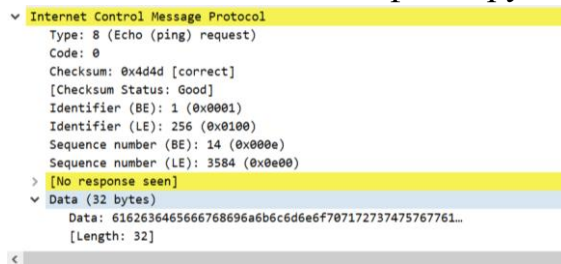 Internet Control Message Protocol
Type: 8 (Echo (ping) request)
Code: 0
Checksum: 0x4d4d [correct]
[Checksum Status: Good]
Identifier (BE): 1 (0x0001)
Identifier (LE): 256 (0x0100)
Sequence number (BE): 14 (0x000e)
Sequence number (LE): 3584 (0x0e00)
[No response seen]
Data (32 bytes)
Data: 6162636465666768696a6b6c6d6e6f707172737475767761…
[Length: 32]